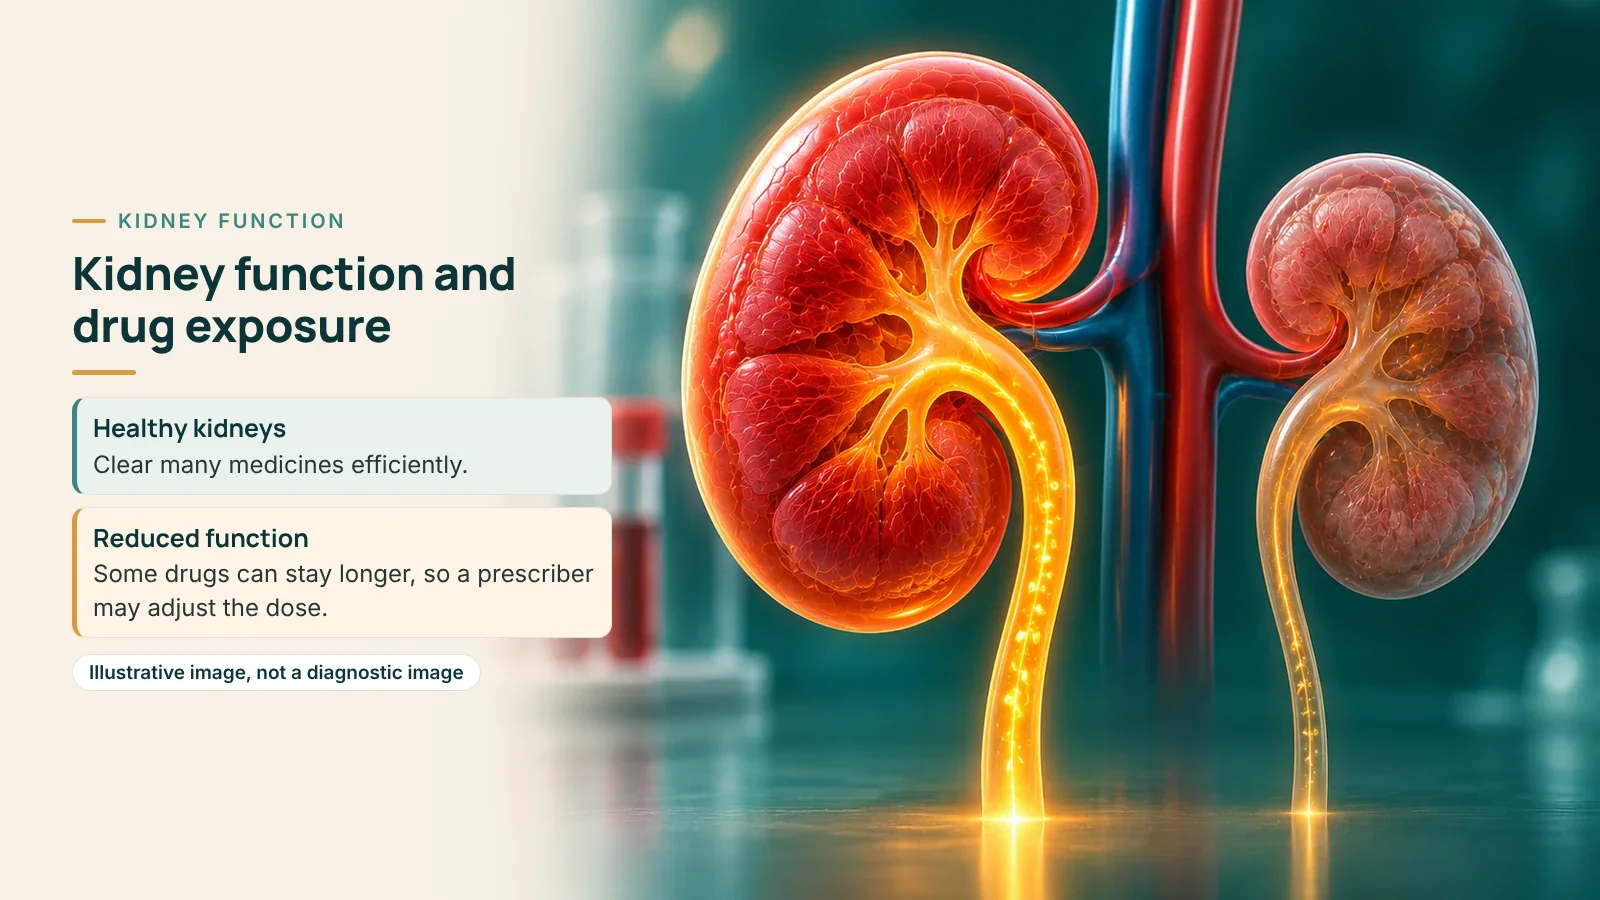 KIDNEY FUNCTION
Kidney function and
drug exposure
Healthy kidneys
Clear many medicines efficiently.
Reduced function
Some drugs can stay longer, so a prescriber
may adjust the dose.
Illustrative image, not a diagnostic image